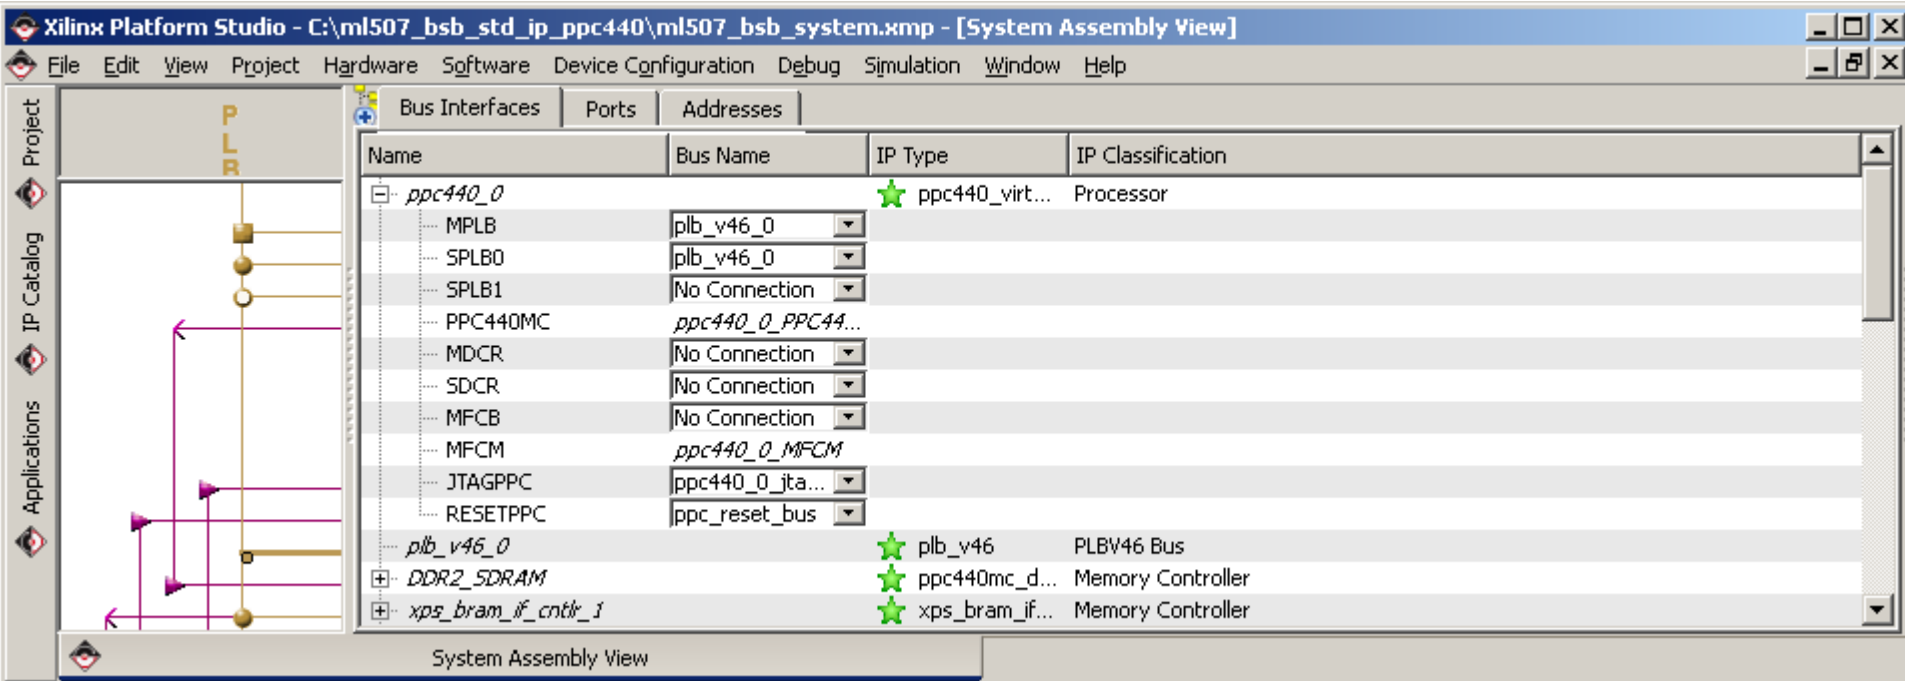 Xilinx Platform Studio - C:\ml507_bsb_std_ip_ppc440\ml507_bsb_system.xmp - [System Assembly View]
File Edit View Project Hardware Software Device Configuration Debug Simulation Window Help
Project
IP Catalog
Applications
PLB
Bus Interfaces Ports Addresses
Name Bus Name IP Type IP Classification
ppc440_0 ppc440_virt... Processor
MPLB plb_v46_0
SPLB0 plb_v46_0
SPLB1 No Connection
PPC440MC ppc440_0_PPC44...
MDCR No Connection
SDCR No Connection
MFCB No Connection
MFCM ppc440_0_MFCM
JTAGPPC ppc440_0_jta...
RESETPPC ppc_reset_bus
plb_v46_0 plb_v46 PLBV46 Bus
DDR2_SDRAM ppc440mc_d... Memory Controller
xps_bram_if_cntlr_1 xps_bram_if... Memory Controller
System Assembly View